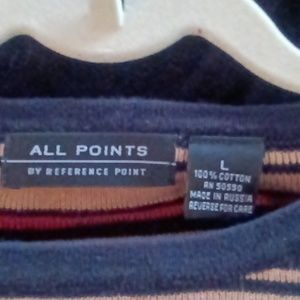 ALL POINTS
BY REFERENCE POINT
L
100% COTTON
RN 50550
MADE IN RUSSIA
REVERSE FOR CARE